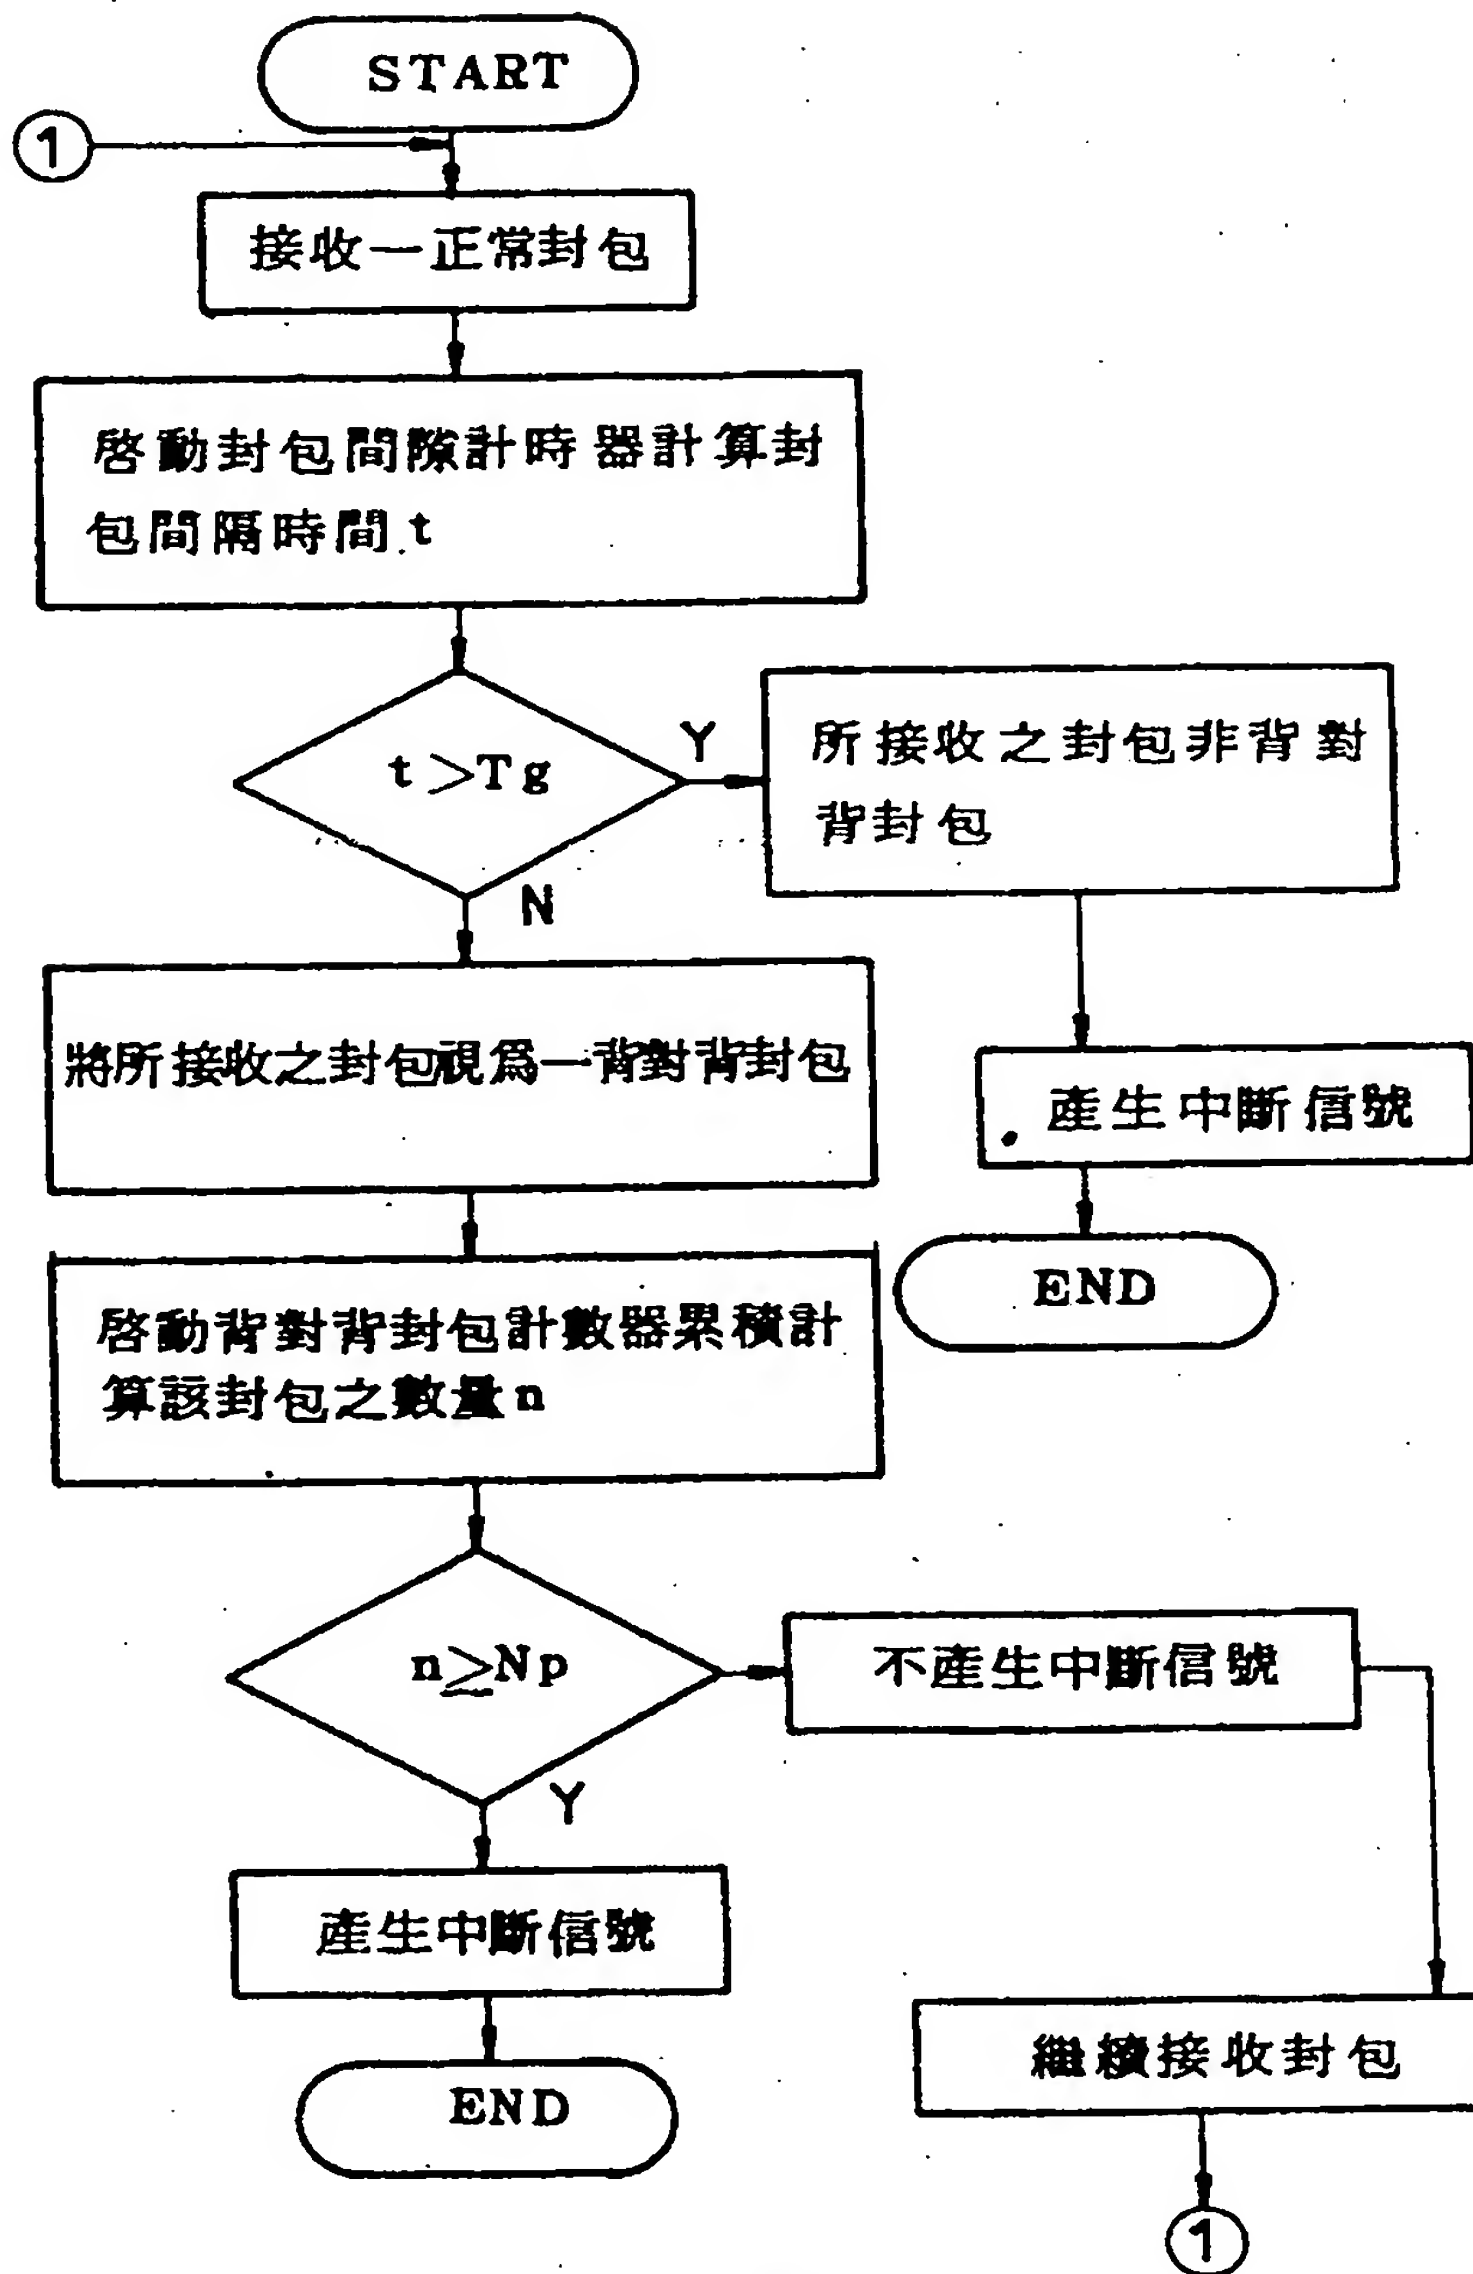 START
1
接收一正常封包
啓動封包間隙計時器計算封
包間隔時間 t
t>Tg
Y
所接收之封包非背對
背封包
N
將所接收之封包視爲一背對背封包
產生中斷信號
END
啓動背對背封包計數器累積計
算該封包之數量n
n≥Np
不產生中斷信號
Y
產生中斷信號
繼續接收封包
END
1